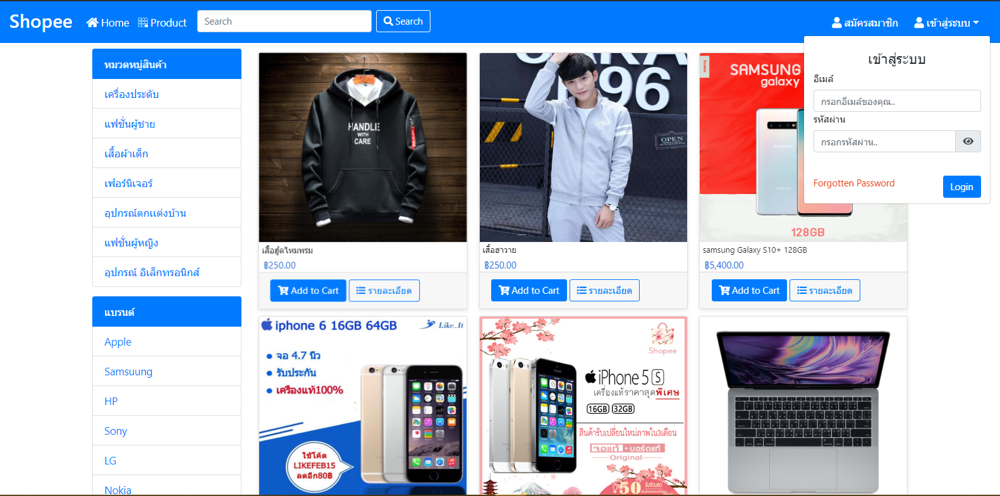 Shopee Home Product Search Search สมัครสมาชิก เข้าสู่ระบบ
เข้าสู่ระบบ
อีเมล์
กรอกอีเมล์ของคุณ..
รหัสผ่าน
กรอกรหัสผ่าน..
Forgotten Password Login
หมวดหมู่สินค้า
เครื่องประดับ
แฟชั่นผู้ชาย
เสื้อผ้าเด็ก
เฟอร์นิเจอร์
อุปกรณ์ตกแต่งบ้าน
แฟชั่นผู้หญิง
อุปกรณ์ อิเล็กทรอนิกส์
แบรนด์
Apple
Samsuung
HP
Sony
LG
Nokia
HANDLE
WITH
CARE
เสื้อฮู้ดไหมพรม
฿250.00
Add to Cart รายละเอียด
96
OPEN
เสื้อฮาวาย
฿250.00
Add to Cart รายละเอียด
SAMSUNG
galaxy
SAMSUNG
128GB
samsung Galaxy S10+ 128GB
฿5,400.00
Add to Cart รายละเอียด
iphone 6 16GB 64GB Like_It
จอ 4.7 นิ้ว
รับประกัน
เครื่องแท้100%
ใช้โค้ด
LIKEFEB15
ลดอีก80฿
Shopee
iPhone 5 S
เครื่องแท้ราคาสุดพิเศษ
16GB 32GB
สินค้ารับเปลี่ยนใหม่ภายใน3เดือน
จอแท้ + บอร์ดแท้
Original
50 รับส่วนลด